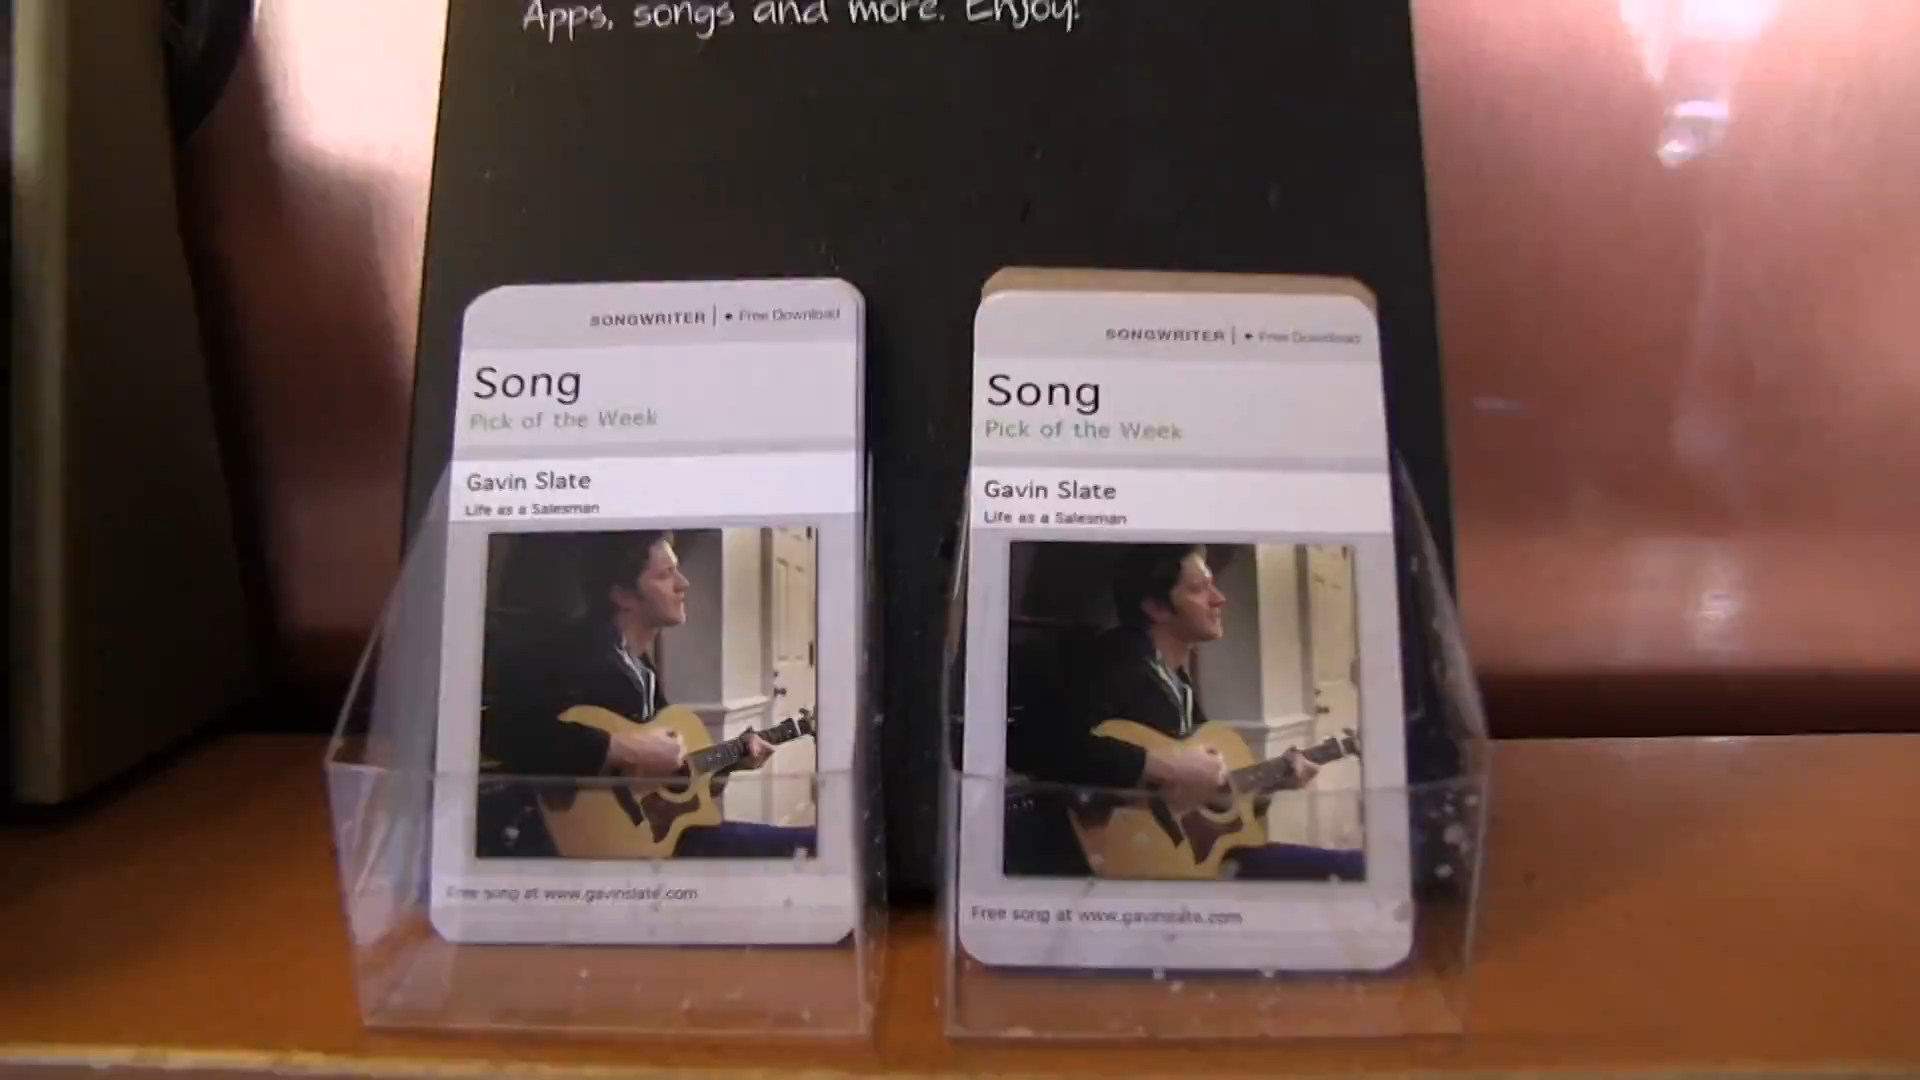 Apps, songs and more. Enjoy!
SONGWRITER | • Free Download
Song
Pick of the Week
Gavin Slate
Life as a Salesman
Free song at www.gavinslate.com
SONGWRITER | • Free Download
Song
Pick of the Week
Gavin Slate
Life as a Salesman
Free song at www.gavinslate.com